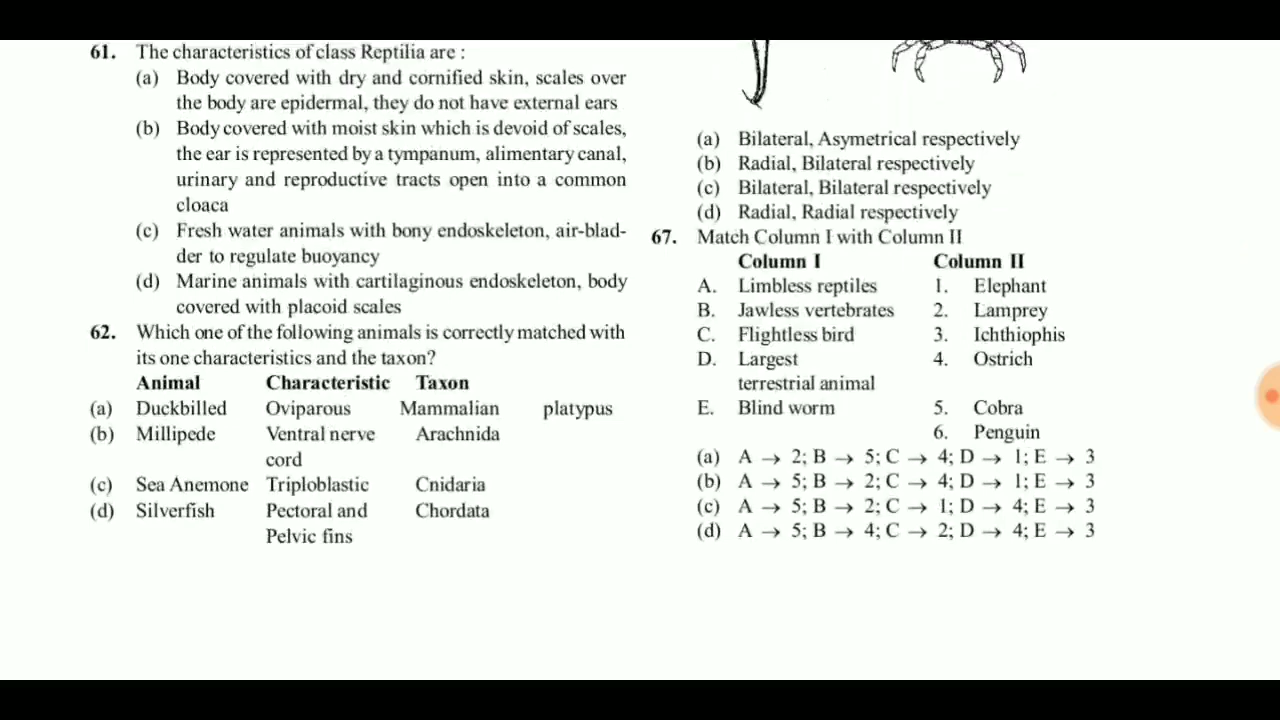 61. The characteristics of class Reptilia are :
(a) Body covered with dry and cornified skin, scales over
the body are epidermal, they do not have external ears
(b) Body covered with moist skin which is devoid of scales,
the ear is represented by a tympanum, alimentary canal,
urinary and reproductive tracts open into a common
cloaca
(c) Fresh water animals with bony endoskeleton, air-blad-
der to regulate buoyancy
(d) Marine animals with cartilaginous endoskeleton, body
covered with placoid scales
62. Which one of the following animals is correctly matched with
its one characteristics and the taxon?
Animal Characteristic Taxon
(a) Duckbilled Oviparous Mammalian platypus
(b) Millipede Ventral nerve Arachnida
cord
(c) Sea Anemone Triploblastic Cnidaria
(d) Silverfish Pectoral and Chordata
Pelvic fins
(a) Bilateral, Asymetrical respectively
(b) Radial, Bilateral respectively
(c) Bilateral, Bilateral respectively
(d) Radial, Radial respectively
67. Match Column I with Column II
Column I Column II
A. Limbless reptiles 1. Elephant
B. Jawless vertebrates 2. Lamprey
C. Flightless bird 3. Ichthiophis
D. Largest 4. Ostrich
terrestrial animal
E. Blind worm 5. Cobra
6. Penguin
(a) A → 2; B → 5; C → 4; D → 1; E → 3
(b) A → 5; B → 2; C → 4; D → 1; E → 3
(c) A → 5; B → 2; C → 1; D → 4; E → 3
(d) A → 5; B → 4; C → 2; D → 4; E → 3